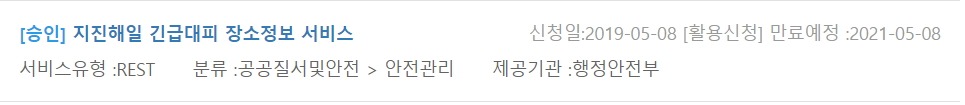 [승인] 지진해일 긴급대피 장소정보 서비스 신청일:2019-05-08 [활용신청] 만료예정 :2021-05-08
서비스유형 :REST 분류 :공공질서및안전 > 안전관리 제공기관 :행정안전부